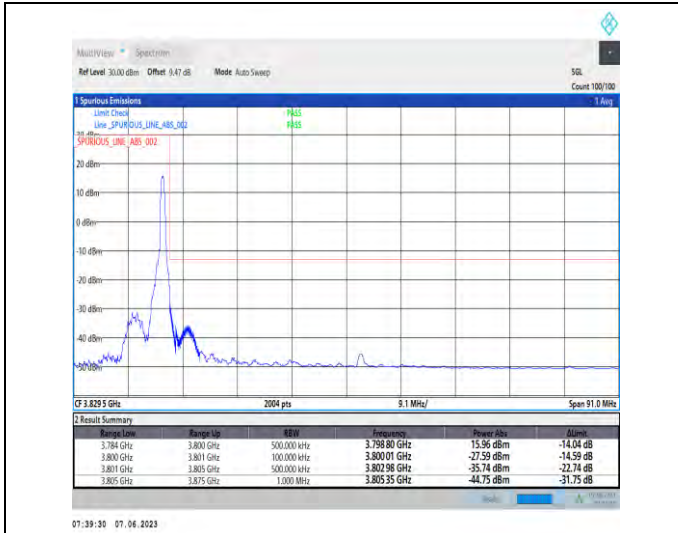 MultiView Spectrum
Ref Level 30.00 dBm Offset 9.47 dB Mode Auto Sweep SGL
Count 100/100
1 Spurious Emissions 1 Avg
Limit Check PASS
Line _SPURIOUS_LINE_ABS_002 PASS
_SPURIOUS_LINE_ABS_002
20 dBm
10 dBm
0 dBm
-10 dBm
-20 dBm
-30 dBm
-40 dBm
-50 dBm
CF 3.829 5 GHz 2004 pts 9.1 MHz/ Span 91.0 MHz
2 Result Summary
Range Low Range Up RBW Frequency Power Abs ΔLimit
3.784 GHz 3.800 GHz 500.000 kHz 3.798 80 GHz 15.96 dBm -14.04 dB
3.800 GHz 3.801 GHz 100.000 kHz 3.800 01 GHz -27.59 dBm -14.59 dB
3.801 GHz 3.805 GHz 500.000 kHz 3.802 98 GHz -35.74 dBm -22.74 dB
3.805 GHz 3.875 GHz 1.000 MHz 3.805 35 GHz -44.75 dBm -31.75 dB
07:39:30 07.06.2023